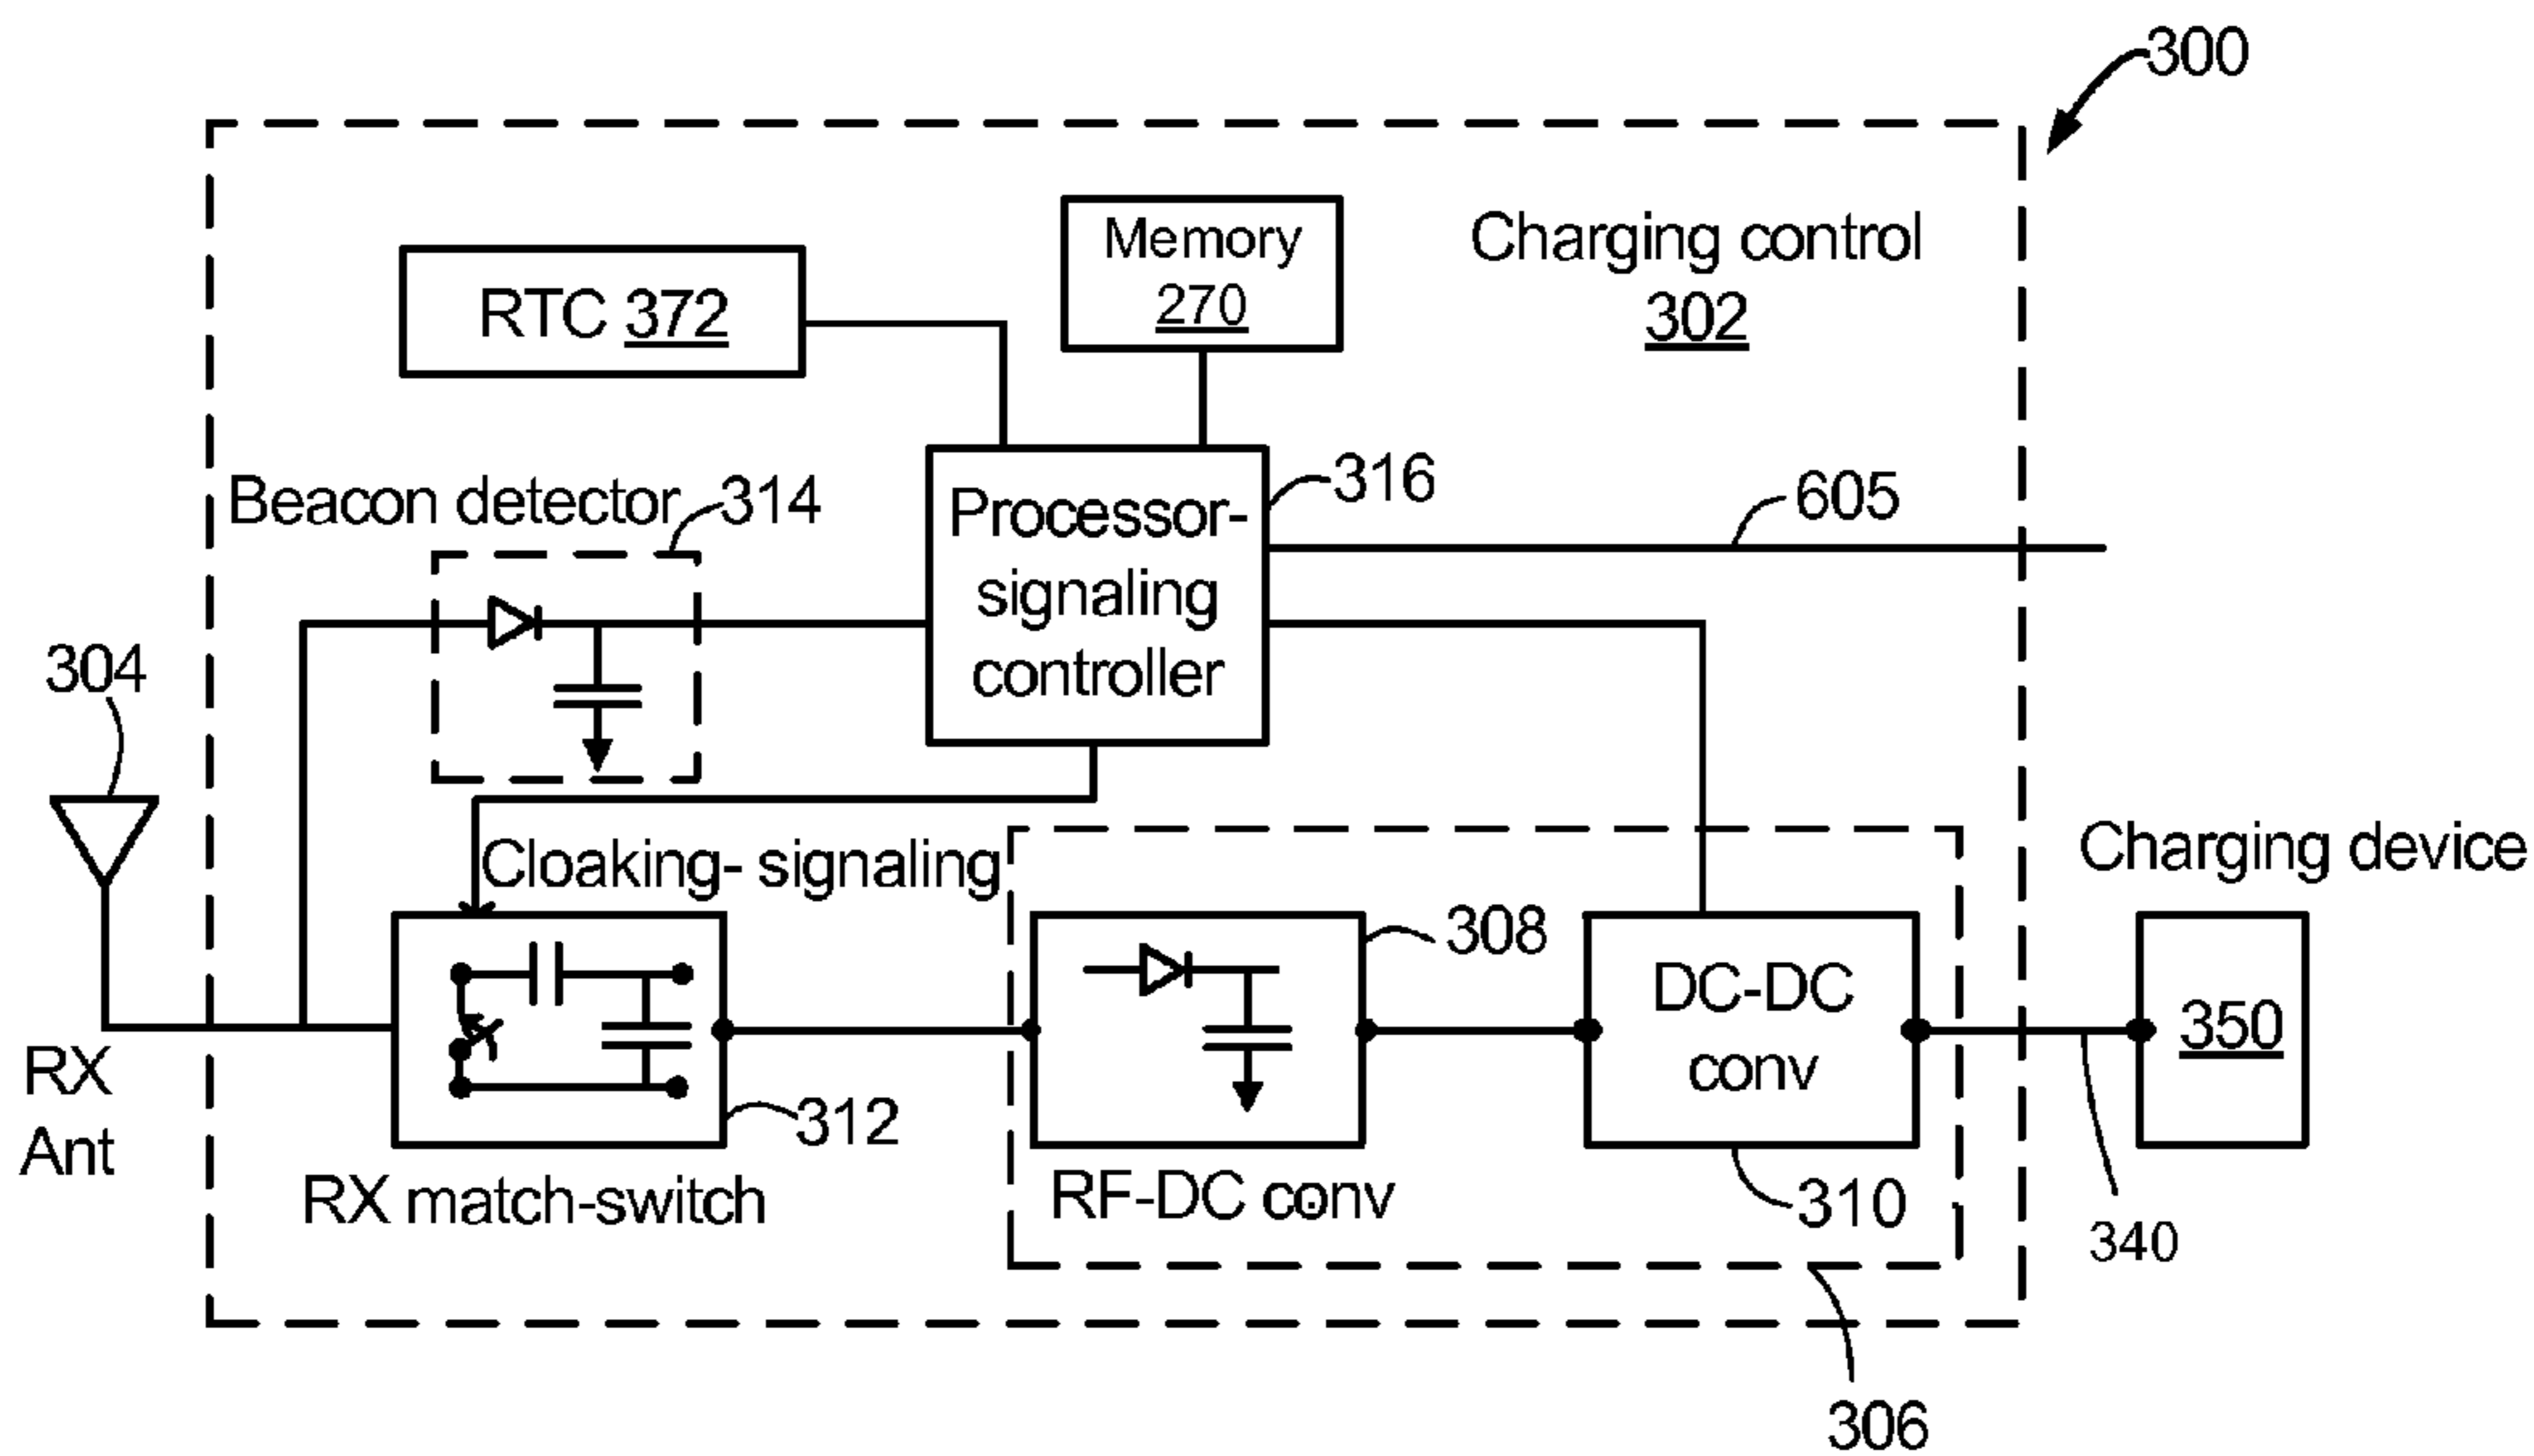 300
Memory
270
Charging control
302
RTC 372
Beacon detector
314
316
605
Processor-
signaling
controller
304
Cloaking- signaling
Charging device
308
DC-DC
conv
350
RX
Ant
312
RX match-switch
RF-DC conv
310
340
306